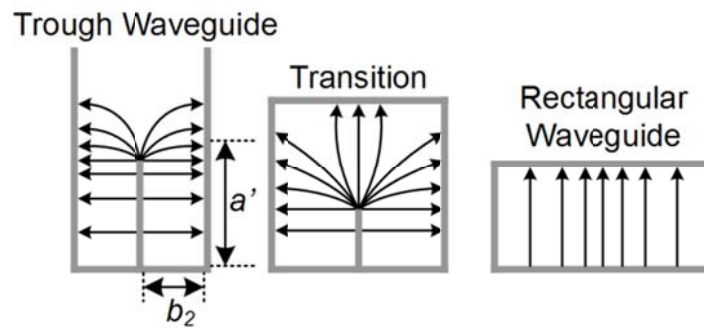 Trough Waveguide
Transition
Rectangular
Waveguide
a'
b₂